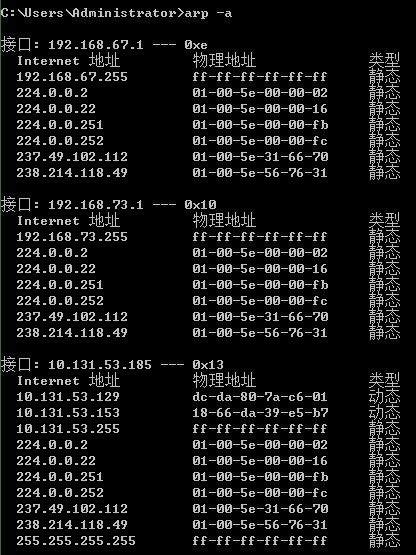 C:\Users\Administrator>arp -a
接口: 192.168.67.1 --- 0xe
Internet 地址 物理地址 类型
192.168.67.255 ff-ff-ff-ff-ff-ff 静态
224.0.0.2 01-00-5e-00-00-02 静态
224.0.0.22 01-00-5e-00-00-16 静态
224.0.0.251 01-00-5e-00-00-fb 静态
224.0.0.252 01-00-5e-00-00-fc 静态
237.49.102.112 01-00-5e-31-66-70 静态
238.214.118.49 01-00-5e-56-76-31 静态
接口: 192.168.73.1 --- 0x10
Internet 地址 物理地址 类型
192.168.73.255 ff-ff-ff-ff-ff-ff 静态
224.0.0.2 01-00-5e-00-00-02 静态
224.0.0.22 01-00-5e-00-00-16 静态
224.0.0.251 01-00-5e-00-00-fb 静态
224.0.0.252 01-00-5e-00-00-fc 静态
237.49.102.112 01-00-5e-31-66-70 静态
238.214.118.49 01-00-5e-56-76-31 静态
接口: 10.131.53.185 --- 0x13
Internet 地址 物理地址 类型
10.131.53.129 dc-da-80-7a-c6-01 动态
10.131.53.153 18-66-da-39-e5-b7 动态
10.131.53.255 ff-ff-ff-ff-ff-ff 静态
224.0.0.2 01-00-5e-00-00-02 静态
224.0.0.22 01-00-5e-00-00-16 静态
224.0.0.251 01-00-5e-00-00-fb 静态
224.0.0.252 01-00-5e-00-00-fc 静态
237.49.102.112 01-00-5e-31-66-70 静态
238.214.118.49 01-00-5e-56-76-31 静态
255.255.255.255 ff-ff-ff-ff-ff-ff 静态